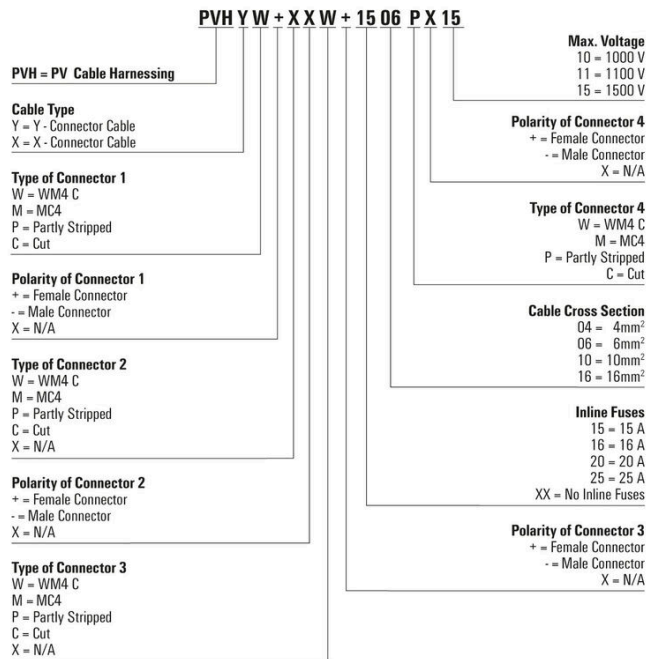 PVH Y W + X X W + 15 06 P X 15
PVH = PV Cable Harnessing
Cable Type
Y = Y - Connector Cable
X = X - Connector Cable
Type of Connector 1
W = WM4 C
M = MC4
P = Partly Stripped
C = Cut
Polarity of Connector 1
+ = Female Connector
- = Male Connector
X = N/A
Type of Connector 2
W = WM4 C
M = MC4
P = Partly Stripped
C = Cut
X = N/A
Polarity of Connector 2
+ = Female Connector
- = Male Connector
X = N/A
Type of Connector 3
W = WM4 C
M = MC4
P = Partly Stripped
C = Cut
X = N/A
Max. Voltage
10 = 1000 V
11 = 1100 V
15 = 1500 V
Polarity of Connector 4
+ = Female Connector
- = Male Connector
X = N/A
Type of Connector 4
W = WM4 C
M = MC4
P = Partly Stripped
C = Cut
Cable Cross Section
04 = 4mm²
06 = 6mm²
10 = 10mm²
16 = 16mm²
Inline Fuses
15 = 15 A
16 = 16 A
20 = 20 A
25 = 25 A
XX = No Inline Fuses
Polarity of Connector 3
+ = Female Connector
- = Male Connector
X = N/A